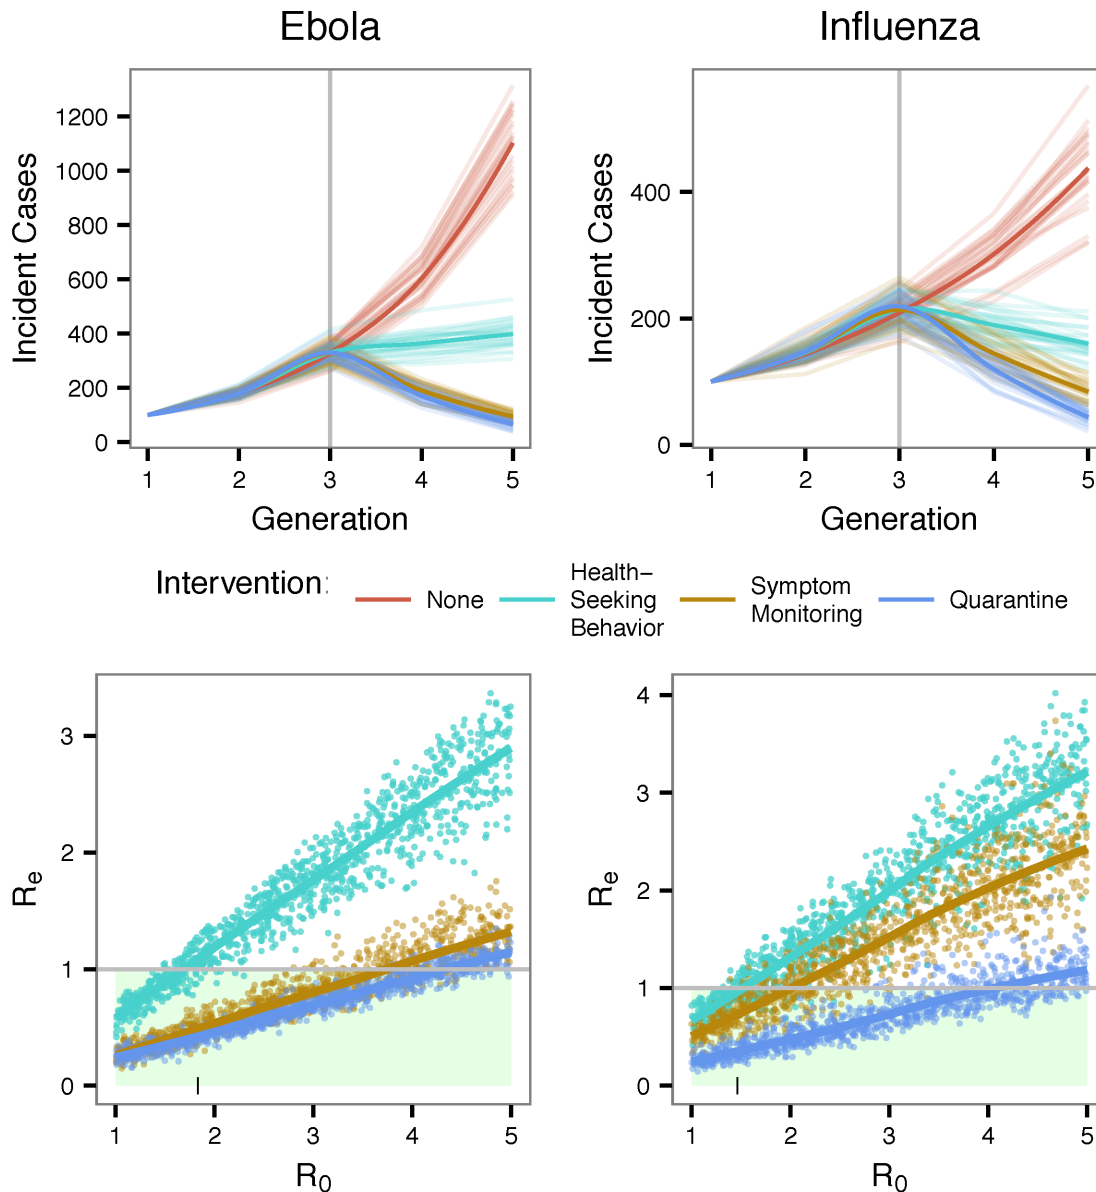 Ebola
Influenza
Incident Cases
1200
1000
800
600
400
200
0
1 2 3 4 5
Generation
Incident Cases
400
200
0
1 2 3 4 5
Generation
Intervention:
None
Health–
Seeking
Behavior
Symptom
Monitoring
Quarantine
Re
3
2
1
0
1 2 3 4 5
R0
Re
4
3
2
1
0
1 2 3 4 5
R0